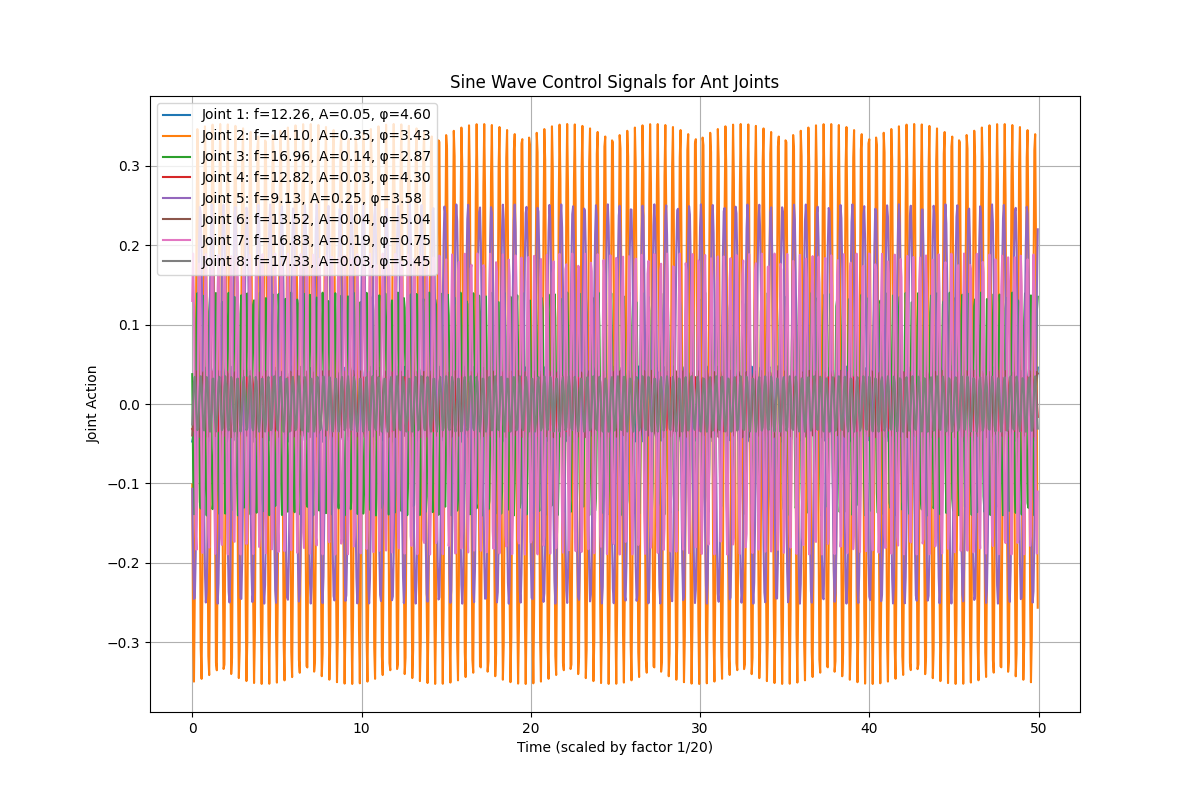 Sine Wave Control Signals for Ant Joints
Joint 1: f=12.26, A=0.05, φ=4.60
Joint 2: f=14.10, A=0.35, φ=3.43
Joint 3: f=16.96, A=0.14, φ=2.87
Joint 4: f=12.82, A=0.03, φ=4.30
Joint 5: f=9.13, A=0.25, φ=3.58
Joint 6: f=13.52, A=0.04, φ=5.04
Joint 7: f=16.83, A=0.19, φ=0.75
Joint 8: f=17.33, A=0.03, φ=5.45
0.3
0.2
0.1
0.0
−0.1
−0.2
−0.3
Joint Action
0 10 20 30 40 50
Time (scaled by factor 1/20)